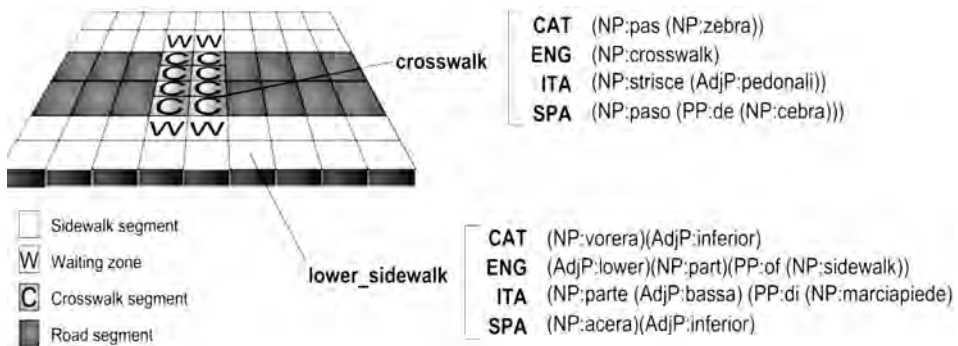 W W
C C
C C
C C
C C
W W
crosswalk
CAT (NP:pas (NP:zebra))
ENG (NP:crosswalk)
ITA (NP:strisce (AdjP:pedonali))
SPA (NP:paso (PP:de (NP:cebra)))
Sidewalk segment
W Waiting zone
C Crosswalk segment
Road segment
lower_sidewalk
CAT (NP:vorera)(AdjP:inferior)
ENG (AdjP:lower)(NP:part)(PP:of (NP:sidewalk))
ITA (NP:parte (AdjP:bassa) (PP:di (NP:marciapiede)
SPA (NP:acera)(AdjP:inferior)